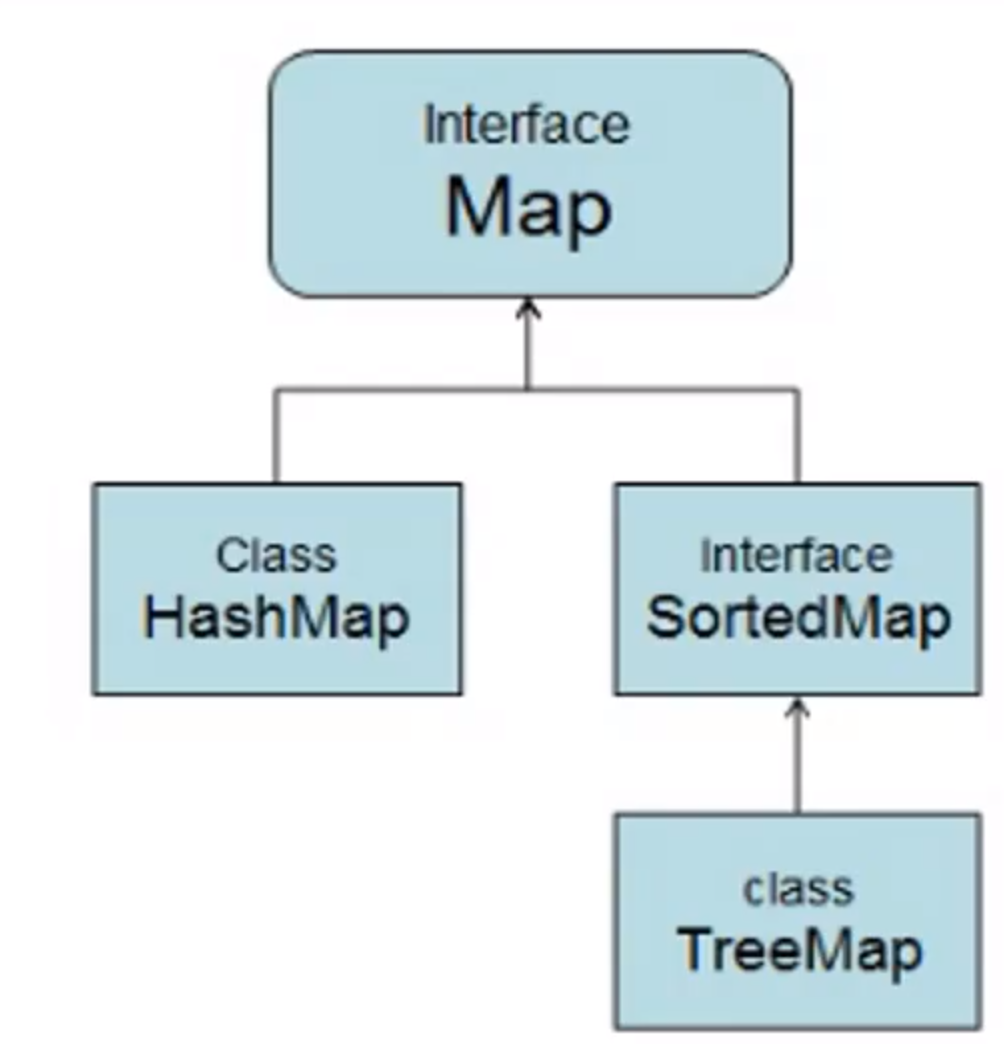 Interface
Map
Class
HashMap
Interface
SortedMap
class
TreeMap